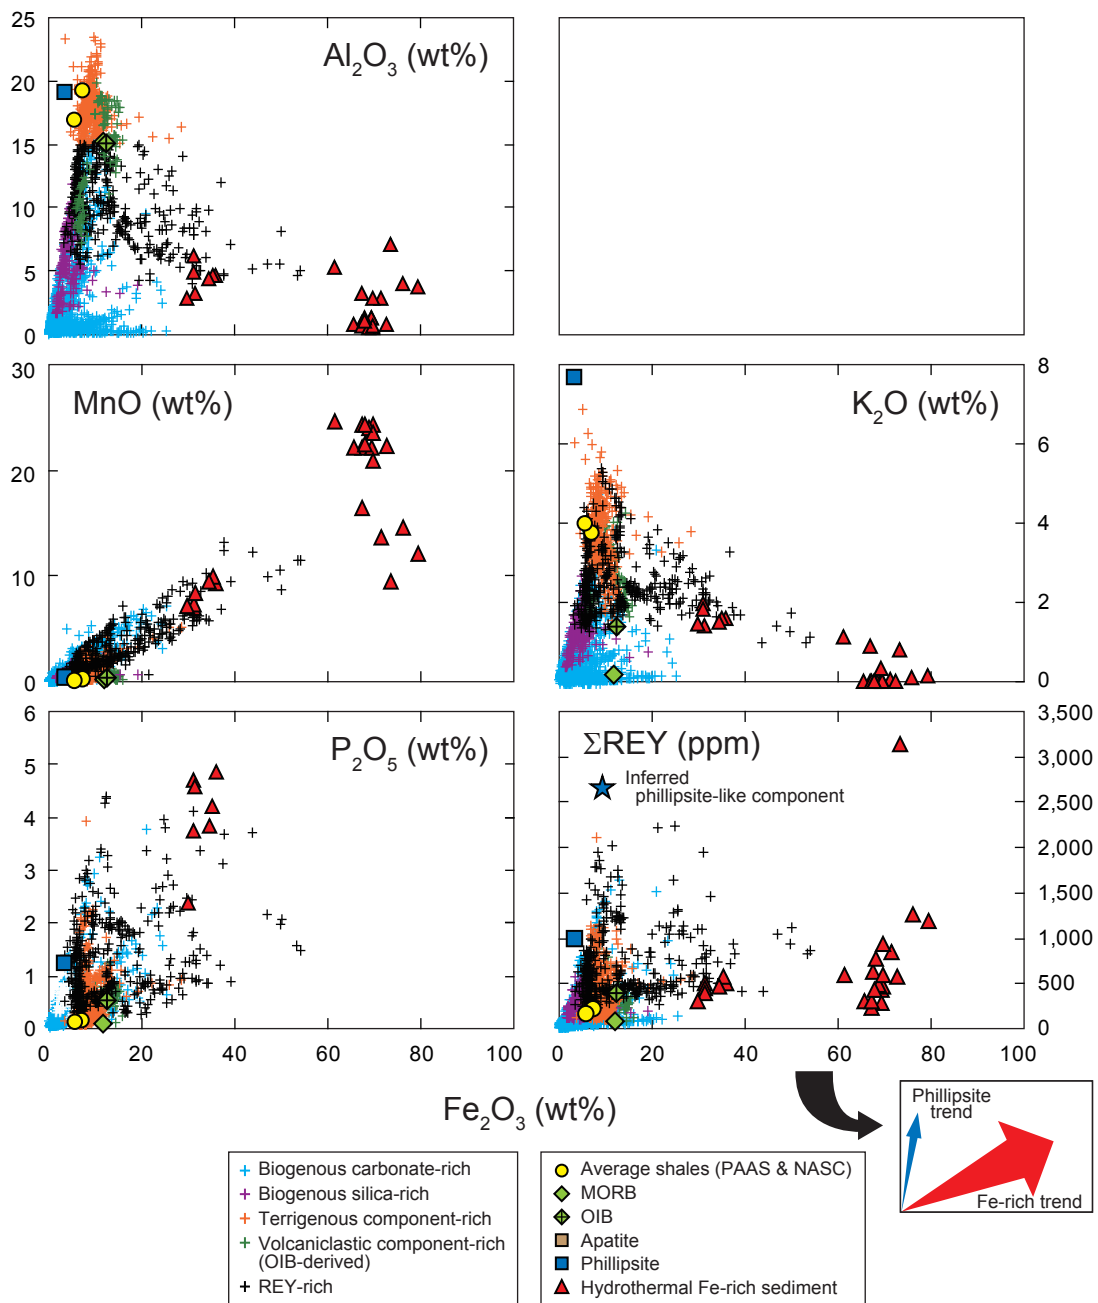 25
20
15
10
5
0
Al₂O₃ (wt%)
30
20
10
0
MnO (wt%)
8
6
4
2
0
K₂O (wt%)
6
5
4
3
2
1
0
P₂O₅ (wt%)
3,500
3,000
2,500
2,000
1,500
1,000
500
0
ΣREY (ppm)
Inferred
phillipsite-like component
0 20 40 60 80 100
0 20 40 60 80 100
Fe₂O₃ (wt%)
Phillipsite
trend
Fe-rich trend
Biogenous carbonate-rich
Biogenous silica-rich
Terrigenous component-rich
Volcaniclastic component-rich
(OIB-derived)
REY-rich
Average shales (PAAS & NASC)
MORB
OIB
Apatite
Phillipsite
Hydrothermal Fe-rich sediment